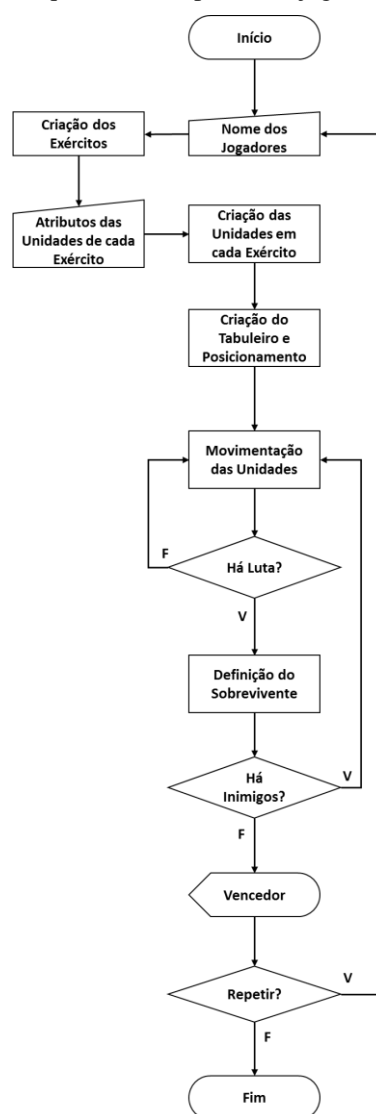 Início
Criação dos
Exércitos
Nome dos
Jogadores
Atributos das
Unidades de cada
Exército
Criação das
Unidades em
cada Exército
Criação do
Tabuleiro e
Posicionamento
Movimentação
das Unidades
F
Há Luta?
V
Definição do
Sobrevivente
Há
Inimigos?
V
F
Vencedor
Repetir?
V
F
Fim